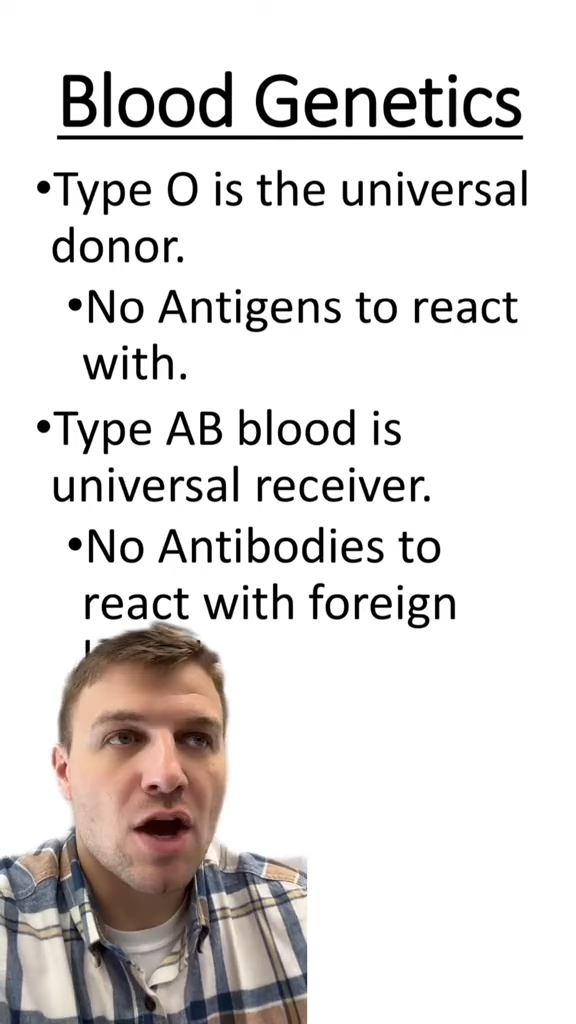 Blood Genetics
•Type O is the universal
donor.
•No Antigens to react
with.
•Type AB blood is
universal receiver.
•No Antibodies to
react with foreign